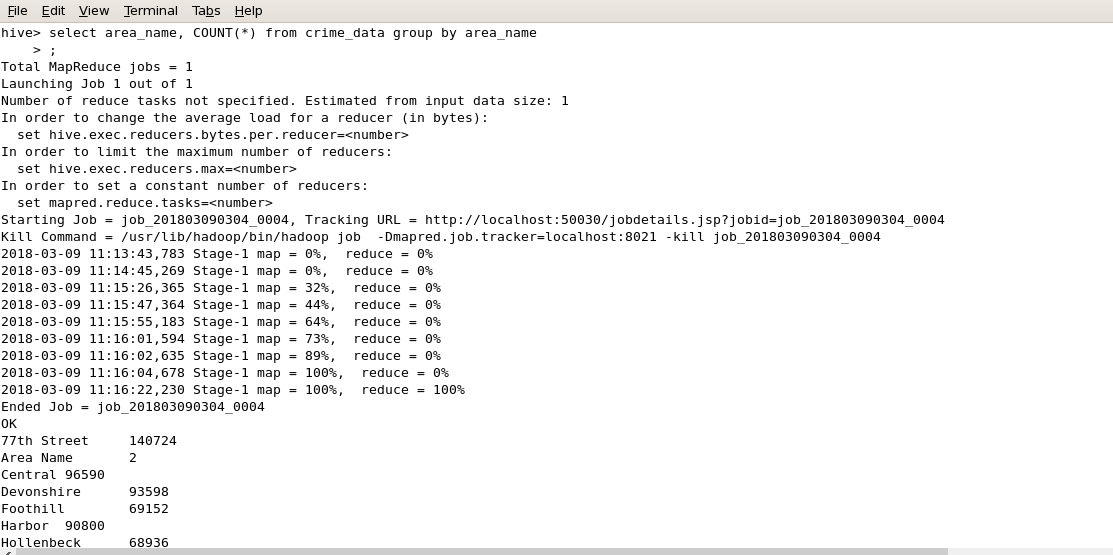 File Edit View Terminal Tabs Help
hive> select area_name, COUNT(*) from crime_data group by area_name
    > ;
Total MapReduce jobs = 1
Launching Job 1 out of 1
Number of reduce tasks not specified. Estimated from input data size: 1
In order to change the average load for a reducer (in bytes):
  set hive.exec.reducers.bytes.per.reducer=<number>
In order to limit the maximum number of reducers:
  set hive.exec.reducers.max=<number>
In order to set a constant number of reducers:
  set mapred.reduce.tasks=<number>
Starting Job = job_201803090304_0004, Tracking URL = http://localhost:50030/jobdetails.jsp?jobid=job_201803090304_0004
Kill Command = /usr/lib/hadoop/bin/hadoop job  -Dmapred.job.tracker=localhost:8021 -kill job_201803090304_0004
2018-03-09 11:13:43,783 Stage-1 map = 0%,  reduce = 0%
2018-03-09 11:14:45,269 Stage-1 map = 0%,  reduce = 0%
2018-03-09 11:15:26,365 Stage-1 map = 32%,  reduce = 0%
2018-03-09 11:15:47,364 Stage-1 map = 44%,  reduce = 0%
2018-03-09 11:15:55,183 Stage-1 map = 64%,  reduce = 0%
2018-03-09 11:16:01,594 Stage-1 map = 73%,  reduce = 0%
2018-03-09 11:16:02,635 Stage-1 map = 89%,  reduce = 0%
2018-03-09 11:16:04,678 Stage-1 map = 100%,  reduce = 0%
2018-03-09 11:16:22,230 Stage-1 map = 100%,  reduce = 100%
Ended Job = job_201803090304_0004
OK
77th Street     140724
Area Name       2
Central 96590
Devonshire      93598
Foothill        69152
Harbor  90800
Hollenbeck      68936